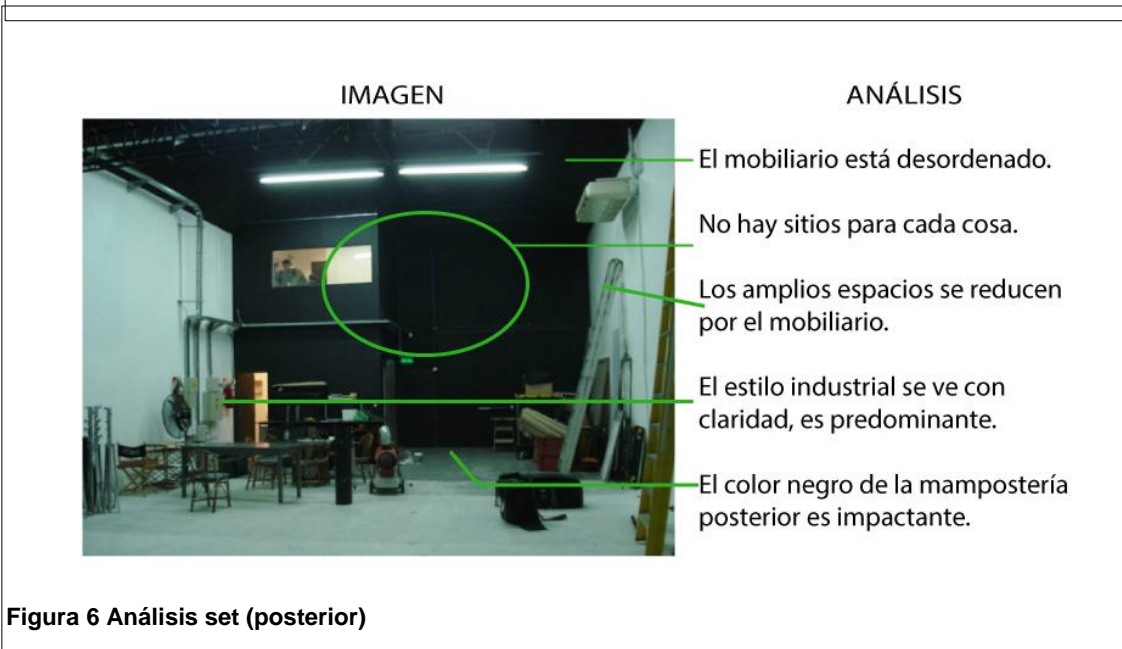 IMAGEN
ANÁLISIS
El mobiliario está desordenado.
No hay sitios para cada cosa.
Los amplios espacios se reducen
por el mobiliario.
El estilo industrial se ve con
claridad, es predominante.
El color negro de la mampostería
posterior es impactante.
Figura 6 Análisis set (posterior)